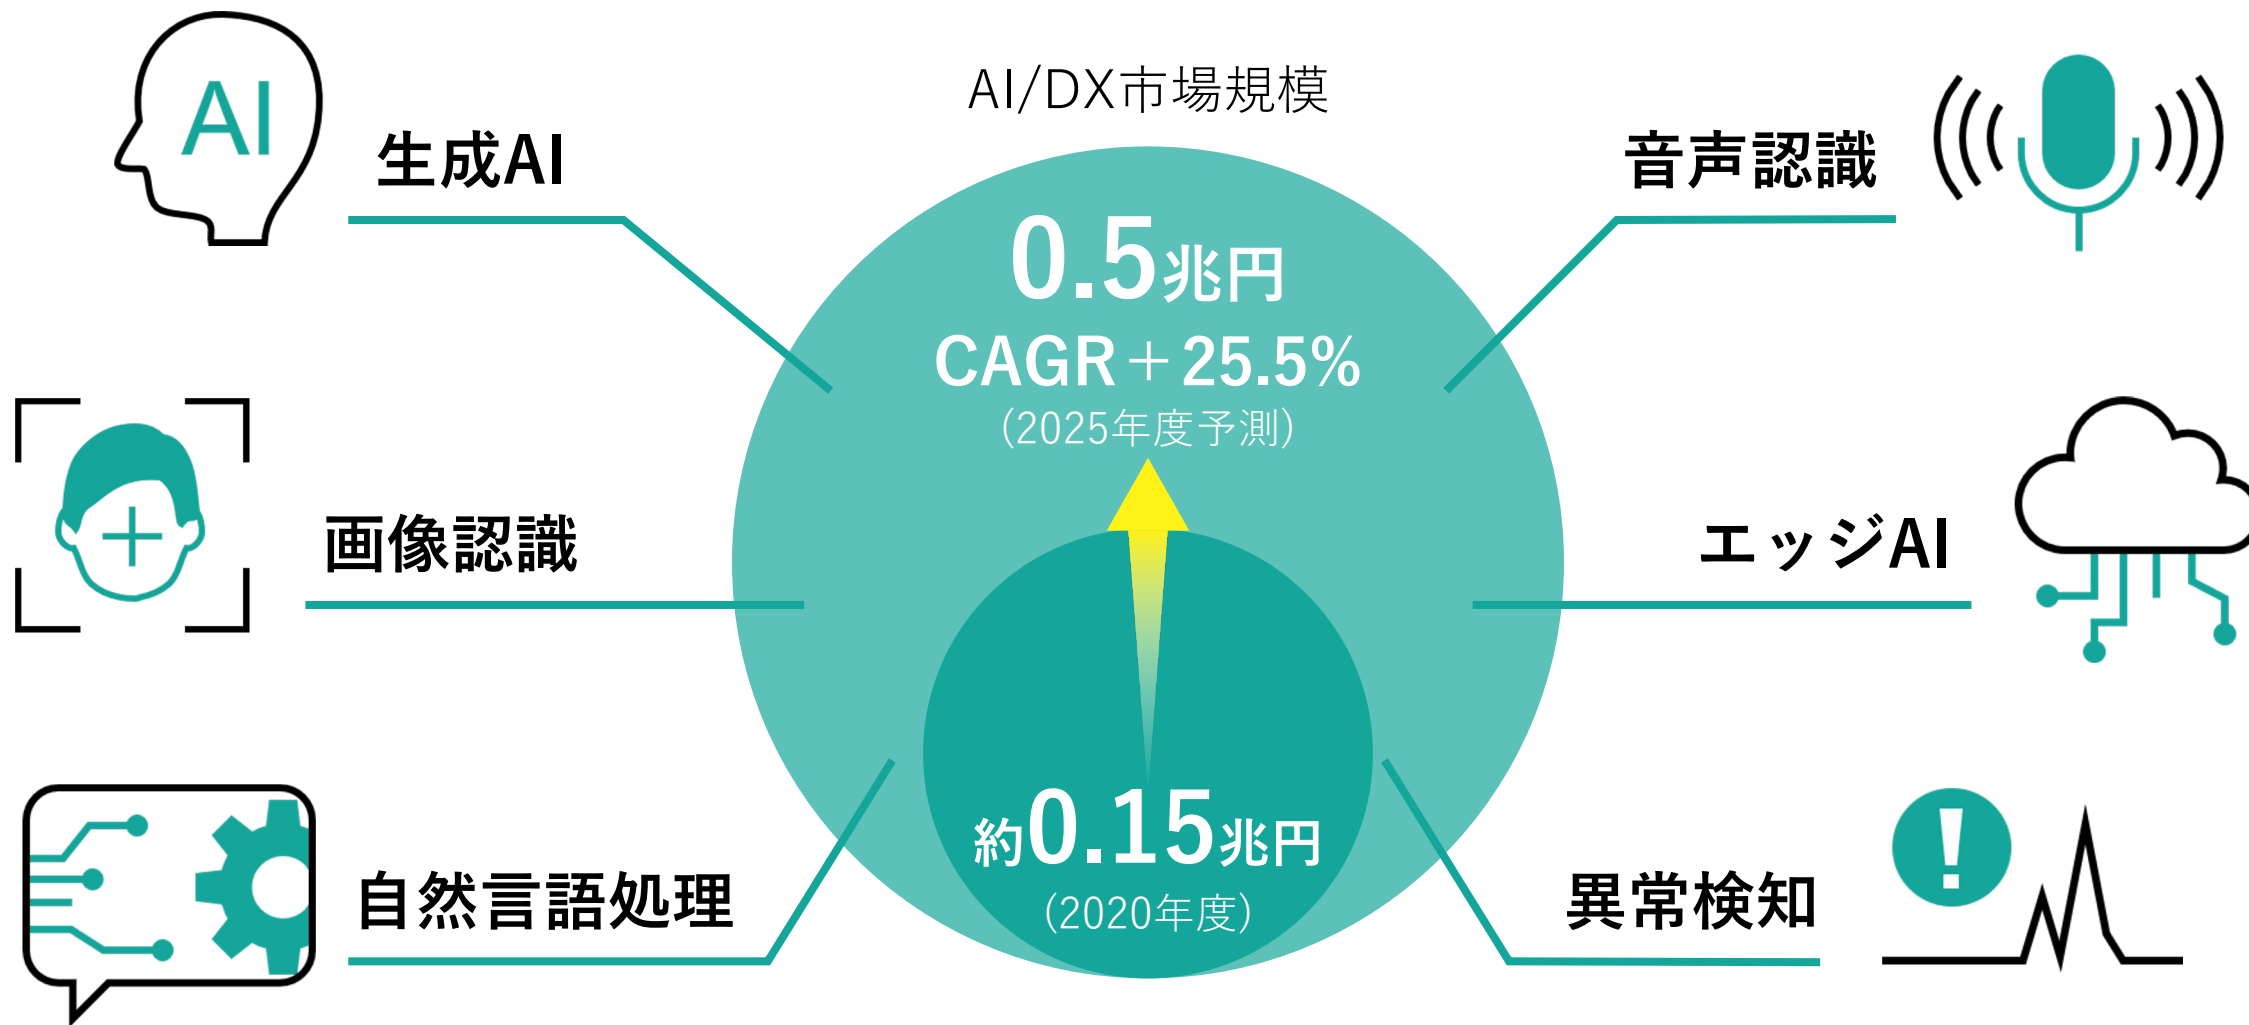 AI/DX市場規模
AI
生成AI
音声認識
0.5兆円
CAGR＋25.5%
(2025年度予測)
画像認識
エッジAI
約0.15兆円
(2020年度)
自然言語処理
異常検知